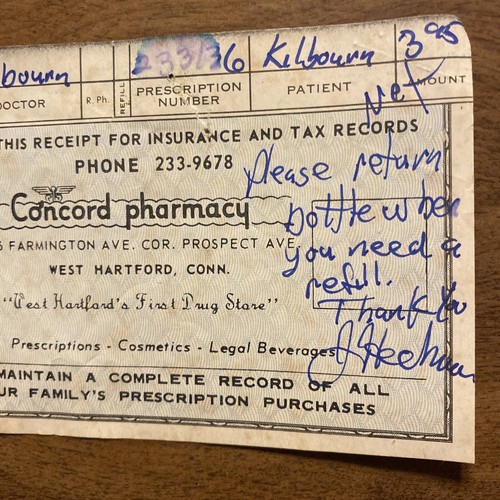 bourn 233136 Kilbourn 3.95
DOCTOR R. Ph. REFILL PRESCRIPTION NUMBER PATIENT AMOUNT
Net
THIS RECEIPT FOR INSURANCE AND TAX RECORDS
PHONE 233-9678
Please return
Concord pharmacy
bottle when
FARMINGTON AVE. COR. PROSPECT AVE.
you need a
WEST HARTFORD, CONN.
refill.
"West Hartford's First Drug Store"
Thank You
Prescriptions - Cosmetics - Legal Beverages
MAINTAIN A COMPLETE RECORD OF ALL
UR FAMILY'S PRESCRIPTION PURCHASES